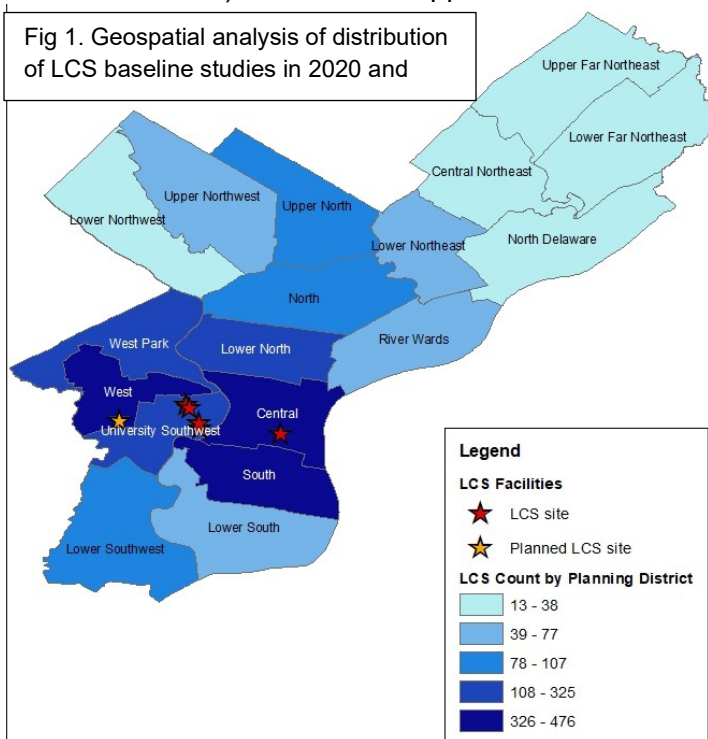 Fig 1. Geospatial analysis of distribution
of LCS baseline studies in 2020 and
Upper Far Northeast
Lower Far Northeast
Central Northeast
Upper Northwest
Upper North
Lower Northwest
Lower Northeast
North Delaware
North
River Wards
West Park
Lower North
West
Central
University Southwest
South
Lower South
Lower Southwest
Legend
LCS Facilities
LCS site
Planned LCS site
LCS Count by Planning District
13 - 38
39 - 77
78 - 107
108 - 325
326 - 476